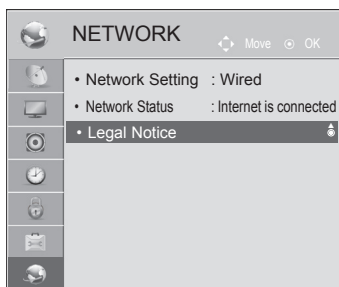 NETWORK
Move OK
• Network Setting : Wired
• Network Status : Internet is connected
• Legal Notice